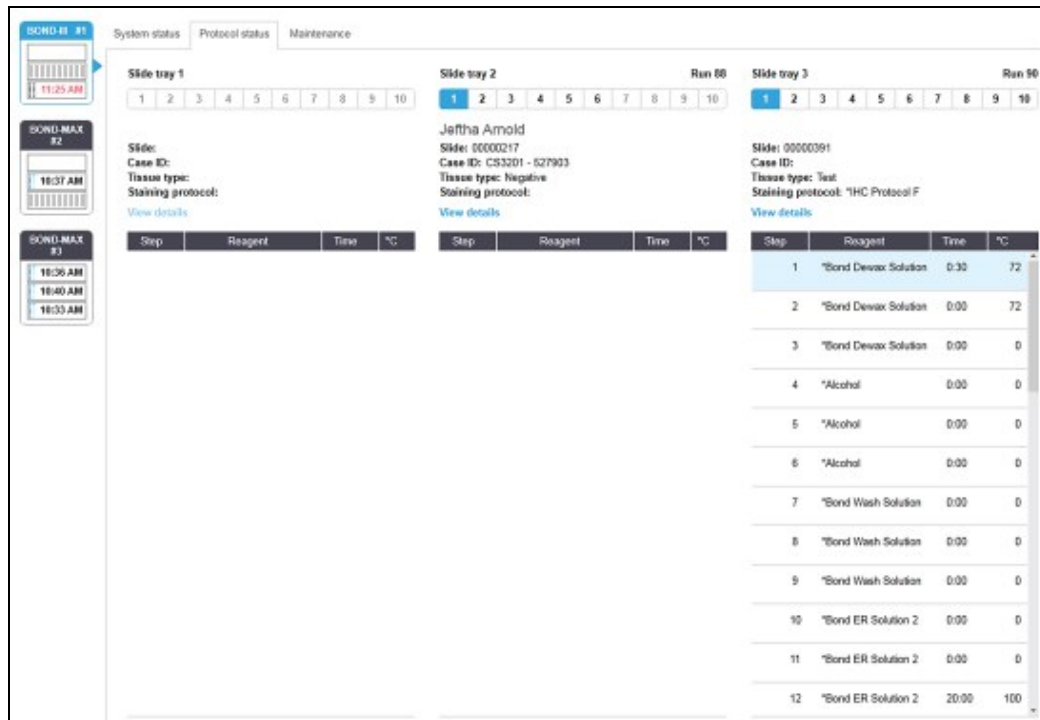 BOND-III #1
11:25 AM
BOND-MAX
#2
10:37 AM
BOND-MAX
#3
10:36 AM
10:40 AM
10:33 AM
System status Protocol status Maintenance
Slide tray 1
1 2 3 4 5 6 7 8 9 10
Slide:
Case ID:
Tissue type:
Staining protocol:
View details
Step Reagent Time °C
Slide tray 2 Run 88
1 2 3 4 5 6 7 8 9 10
Jeftha Arnold
Slide: 00000217
Case ID: CS3201 - 527903
Tissue type: Negative
Staining protocol:
View details
Step Reagent Time °C
Slide tray 3 Run 90
1 2 3 4 5 6 7 8 9 10
Slide: 00000391
Case ID:
Tissue type: Test
Staining protocol: *IHC Protocol F
View details
Step Reagent Time °C
1 *Bond Dewax Solution 0:30 72
2 *Bond Dewax Solution 0:00 72
3 *Bond Dewax Solution 0:00 0
4 *Alcohol 0:00 0
5 *Alcohol 0:00 0
6 *Alcohol 0:00 0
7 *Bond Wash Solution 0:00 0
8 *Bond Wash Solution 0:00 0
9 *Bond Wash Solution 0:00 0
10 *Bond ER Solution 2 0:00 0
11 *Bond ER Solution 2 0:00 0
12 *Bond ER Solution 2 20:00 100